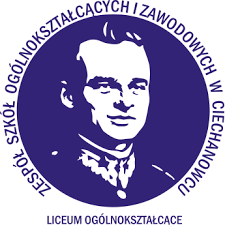 ZESPÓŁ SZKÓŁ OGÓLNOKSZTAŁCĄCYCH I ZAWODOWYCH W CIECHANOWCU
LICEUM OGÓLNOKSZTAŁCĄCE